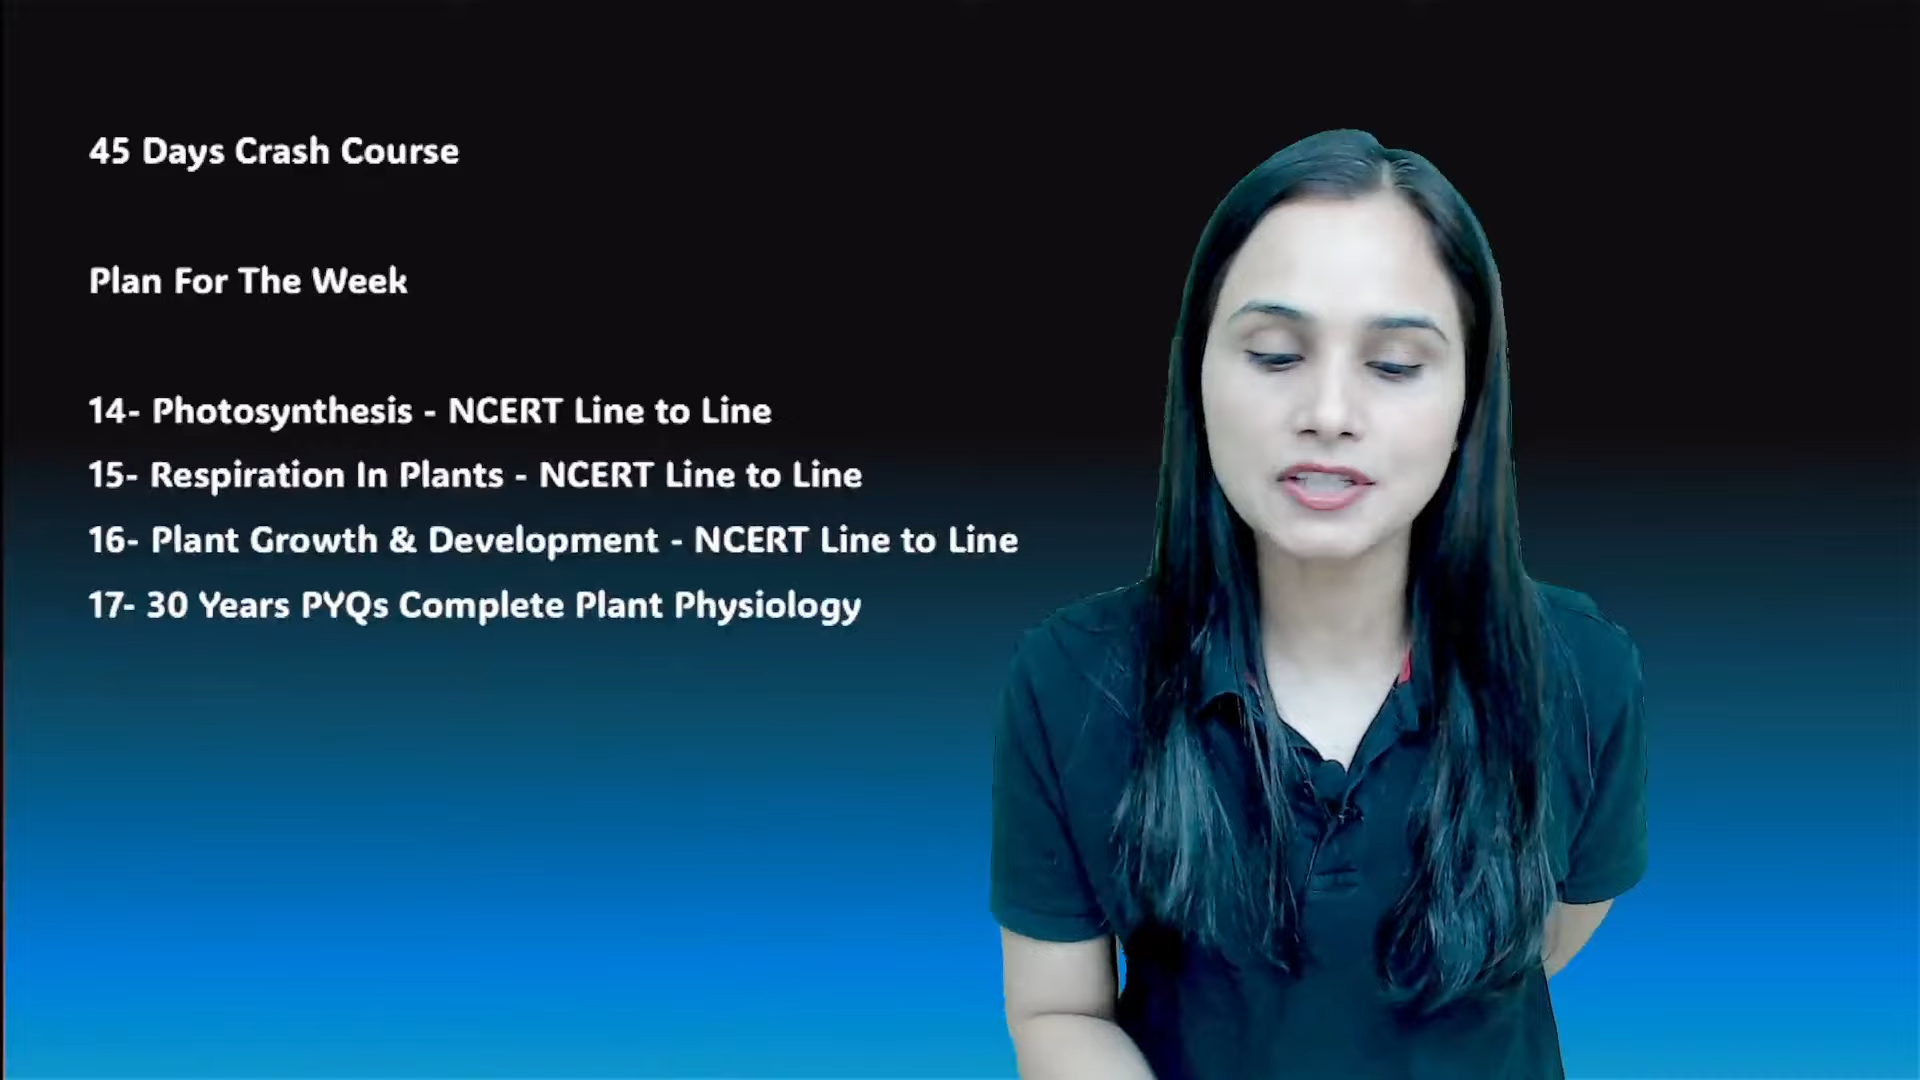 45 Days Crash Course
Plan For The Week
14- Photosynthesis - NCERT Line to Line
15- Respiration In Plants - NCERT Line to Line
16- Plant Growth & Development - NCERT Line to Line
17- 30 Years PYQs Complete Plant Physiology